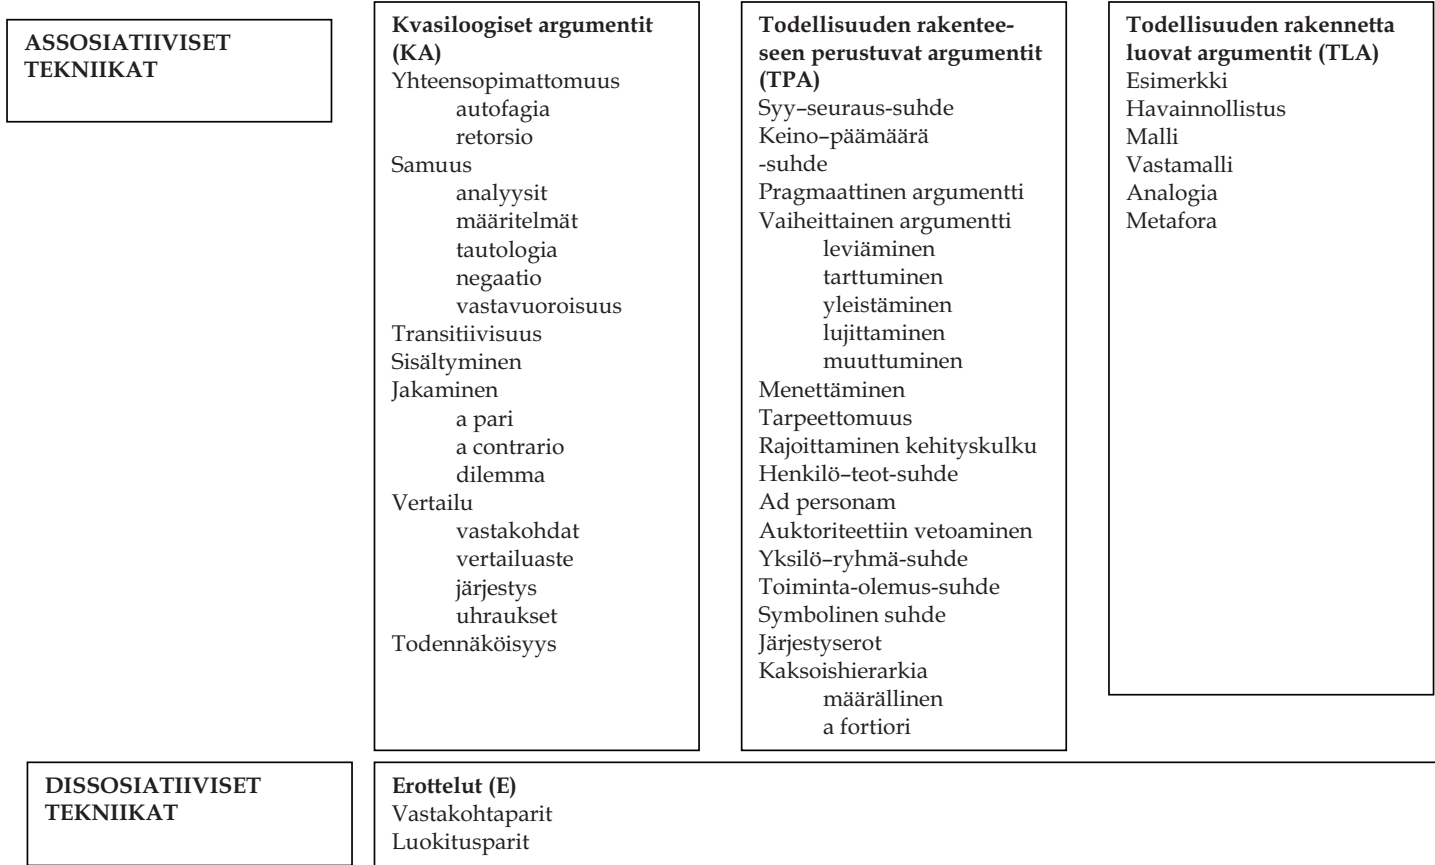 ASSOSIATIIVISET
TEKNIIKAT
Kvasiloogiset argumentit
(KA)
Yhteensopimattomuus
autofagia
retorsio
Samuus
analyysit
määritelmät
tautologia
negaatio
vastavuoroisuus
Transitiivisuus
Sisältyminen
Jakaminen
a pari
a contrario
dilemma
Vertailu
vastakohdat
vertailuaste
järjestys
uhraukset
Todennäköisyys
Todellisuuden rakentee-
seen perustuvat argumentit
(TPA)
Syy–seuraus-suhde
Keino–päämäärä
-suhde
Pragmaattinen argumentti
Vaiheittainen argumentti
leviäminen
tarttuminen
yleistäminen
lujittaminen
muuttuminen
Menettäminen
Tarpeettomuus
Rajoittaminen kehityskulku
Henkilö–teot-suhde
Ad personam
Auktoriteettiin vetoaminen
Yksilö–ryhmä-suhde
Toiminta-olemus-suhde
Symbolinen suhde
Järjestyserot
Kaksoishierarkia
määrällinen
a fortiori
Todellisuuden rakennetta
luovat argumentit (TLA)
Esimerkki
Havainnollistus
Malli
Vastamalli
Analogia
Metafora
DISSOSIATIIVISET
TEKNIIKAT
Erottelut (E)
Vastakohtaparit
Luokitusparit